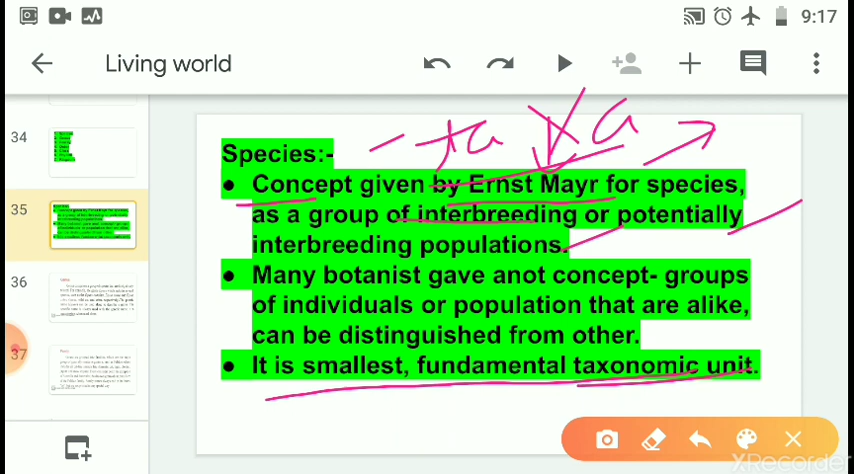 9:17
Living world
34
35
36
37
Species:-
● Concept given by Ernst Mayr for species,
as a group of interbreeding or potentially
interbreeding populations.
● Many botanist gave anot concept- groups
of individuals or population that are alike,
can be distinguished from other.
● It is smallest, fundamental taxonomic unit.
XRecorder